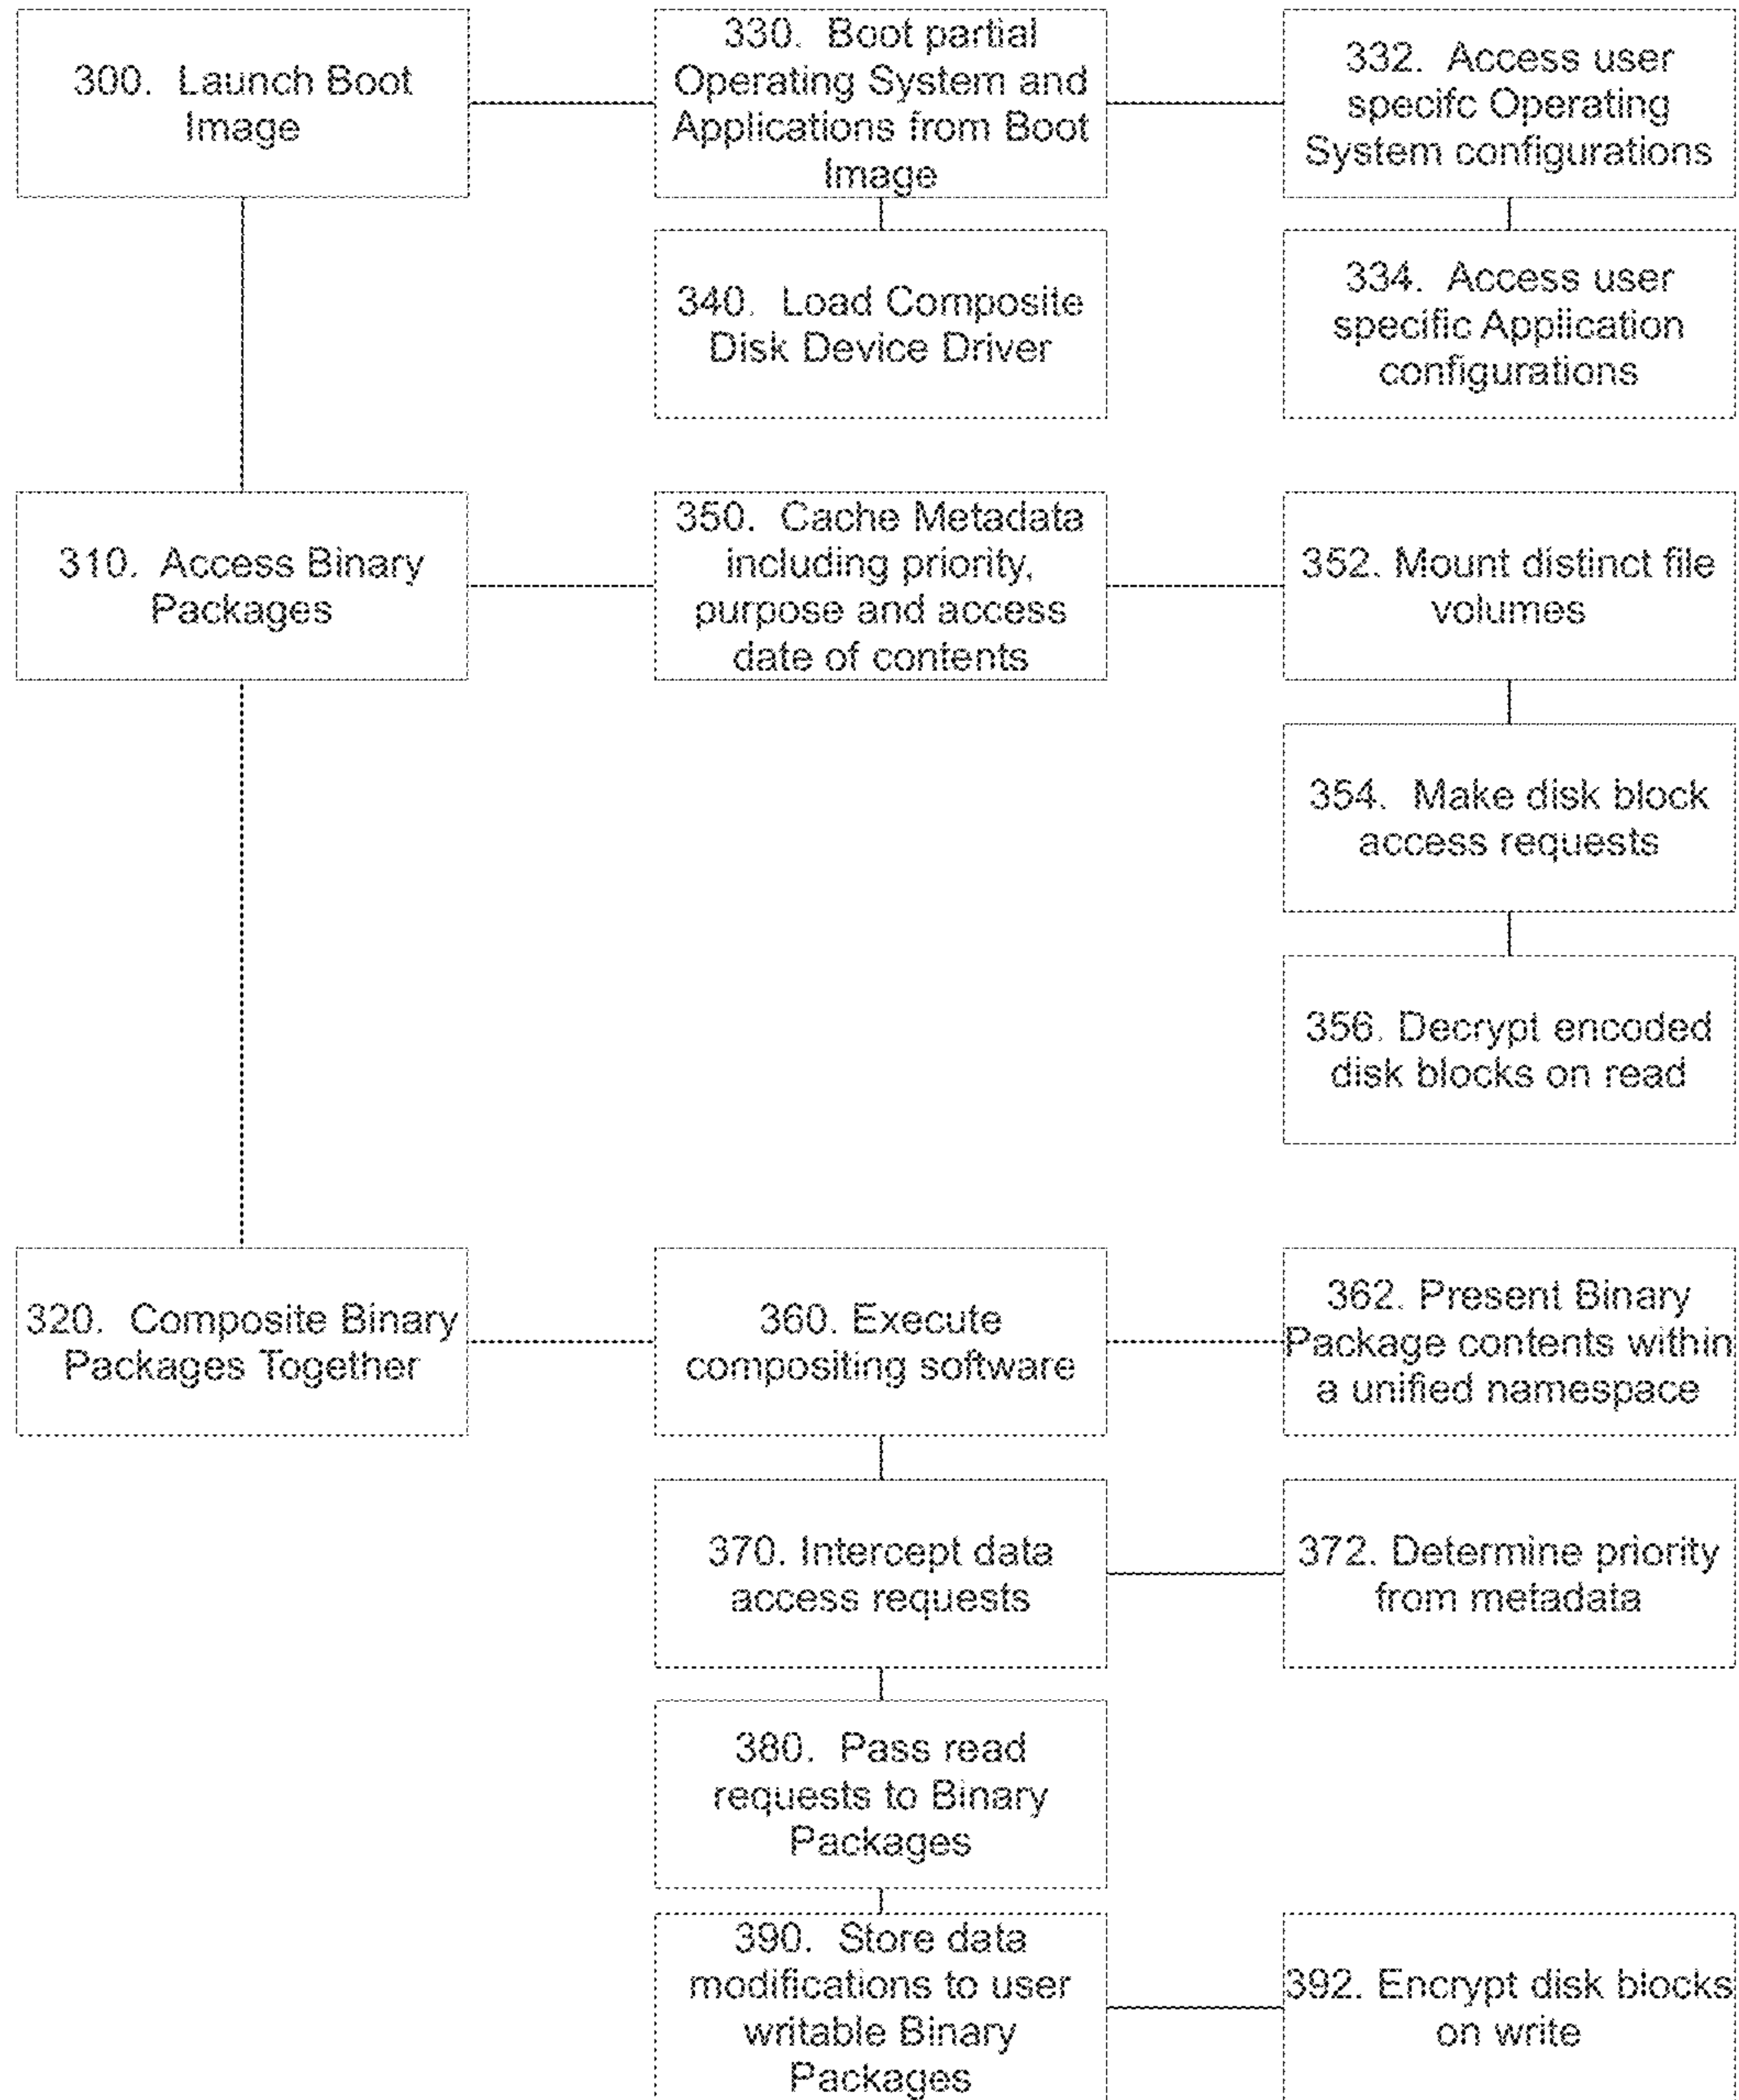 300. Launch Boot
Image
330. Boot partial
Operating System and
Applications from Boot
Image
332. Access user
specifc Operating
System configurations
340. Load Composite
Disk Device Driver
334. Access user
specific Application
configurations
310. Access Binary
Packages
350. Cache Metadata
including priority,
purpose and access
date of contents
352. Mount distinct file
volumes
354. Make disk block
access requests
356. Decrypt encoded
disk blocks on read
320. Composite Binary
Packages Together
360. Execute
compositing software
362. Present Binary
Package contents within
a unified namespace
370. Intercept data
access requests
372. Determine priority
from metadata
380. Pass read
requests to Binary
Packages
390. Store data
modifications to user
writable Binary
Packages
392. Encrypt disk blocks
on write